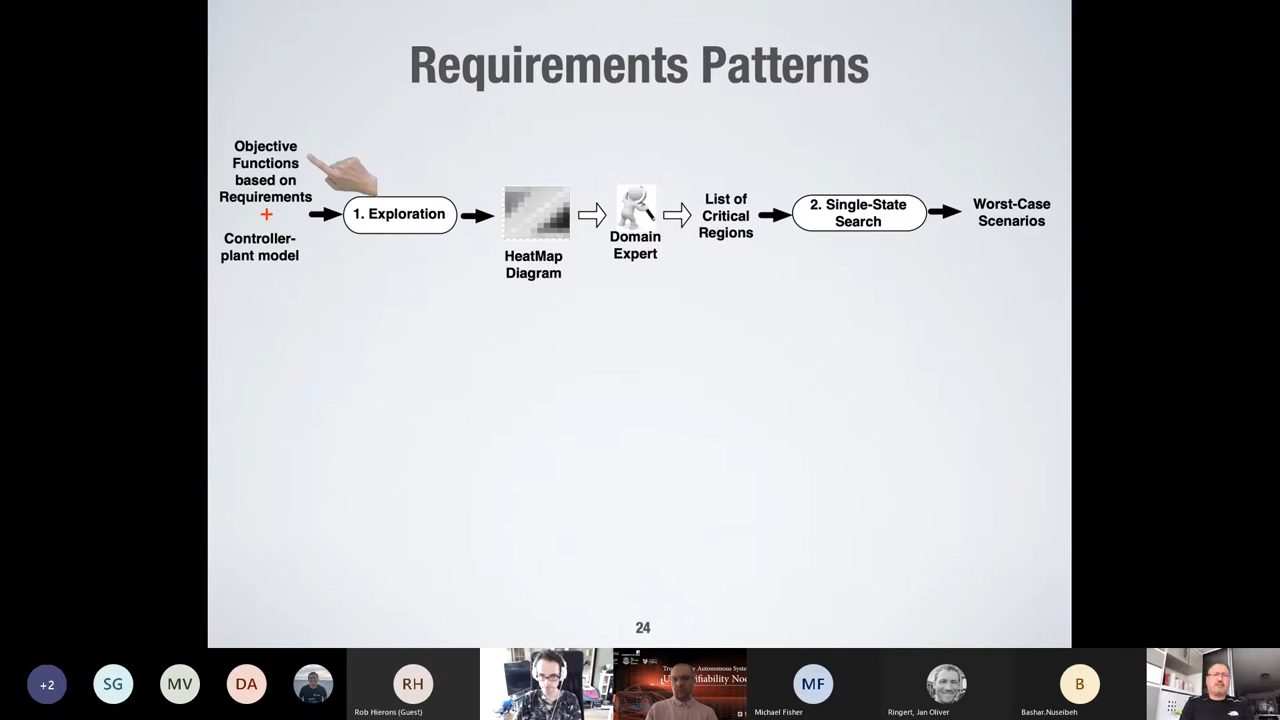 Requirements Patterns
Objective
Functions
based on
Requirements
+
Controller-
plant model
1. Exploration
HeatMap
Diagram
Domain
Expert
List of
Critical
Regions
2. Single-State
Search
Worst-Case
Scenarios
24
+2
SG
MV
DA
RH
Rob Hierons (Guest)
MF
Michael Fisher
Ringert, Jan Oliver
B
Bashar.Nuseibeh